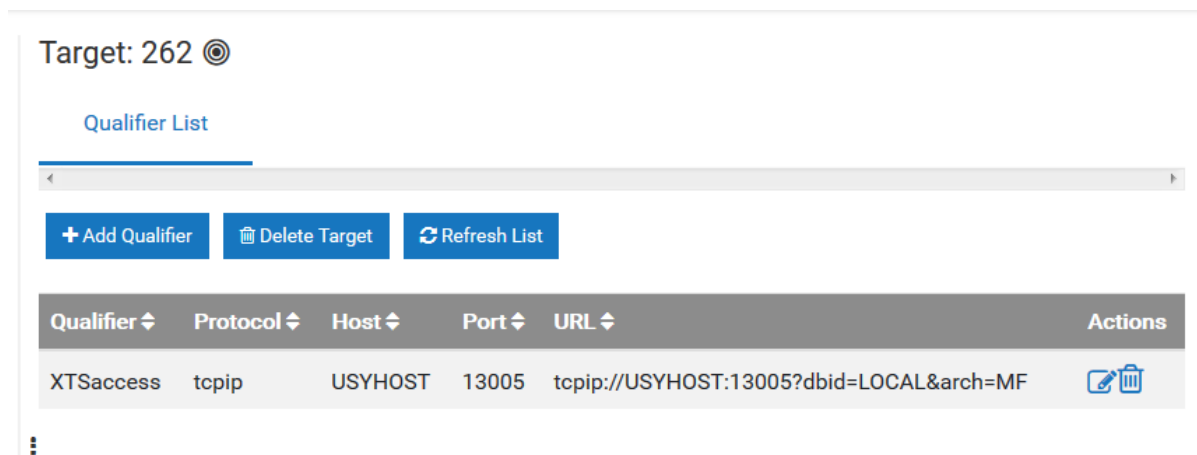 Target: 262
Qualifier List
Add Qualifier Delete Target Refresh List
Qualifier Protocol Host Port URL Actions
XTSaccess tcpip USYHOST 13005 tcpip://USYHOST:13005?dbid=LOCAL&arch=MF